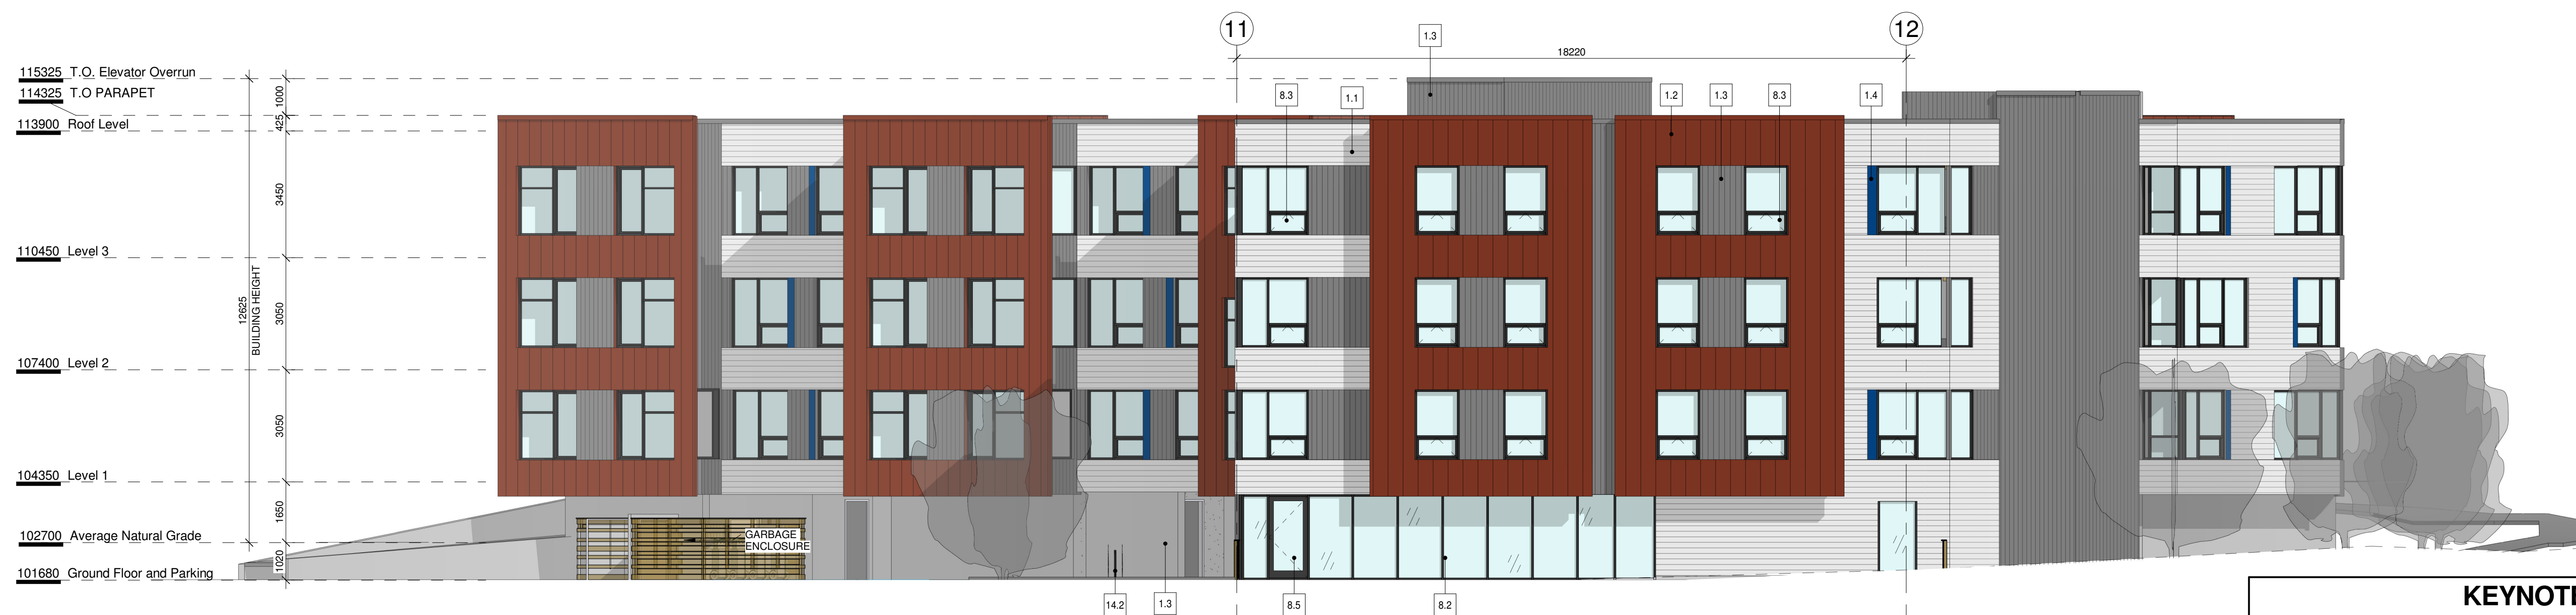 11
12
1.3
18220
115325 T.O. Elevator Overrun
114325 T.O PARAPET
1000
8.3
1.1
1.2
1.3
8.3
1.4
113900 Roof Level
425
3450
110450 Level 3
12625
BUILDING HEIGHT
3050
107400 Level 2
3050
104350 Level 1
1650
102700 Average Natural Grade
GARBAGE
ENCLOSURE
1020
101680 Ground Floor and Parking
14.2
1.3
8.5
8.2